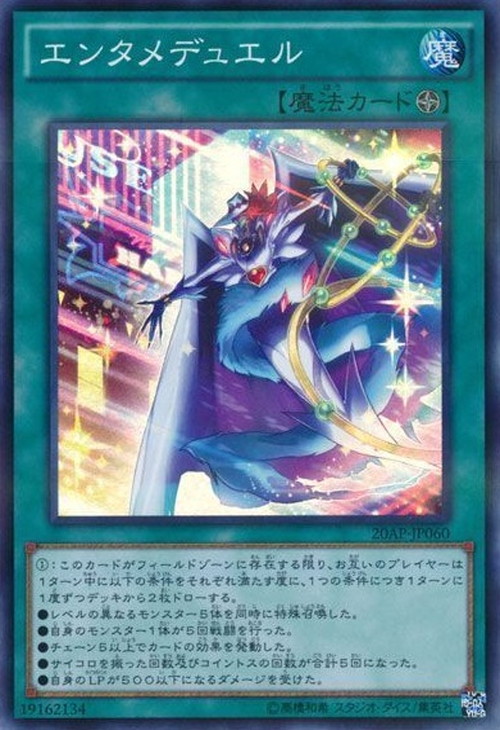 エンタメデュエル
魔
【魔法カード】
USE
HA
20AP-JP060
①:このカードがフィールドゾーンに存在する限り、お互いのプレイヤーは
1ターン中に以下の条件をそれぞれ満たす度に、1つの条件につき1ターンに
1度ずつデッキから2枚ドローする。
●レベルの異なるモンスター5体を同時に特殊召喚した。
●自身のモンスター1体が5回戦闘を行った。
●チェーン5以上でカードの効果を発動した。
●サイコロを振った回数及びコイントスの回数が合計5回になった。
●自身のLPが500以下になるダメージを受けた。
19162134
©高橋和希 スタジオ・ダイス/集英社